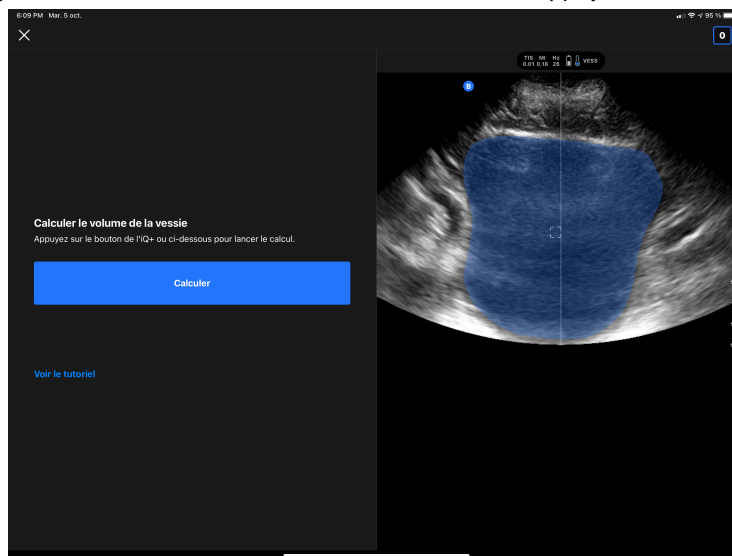 6:09 PM Mar. 5 oct.
95 %
0
TIS MI Hz
0.01 0.18 26 VESS
B
Calculer le volume de la vessie
Appuyez sur le bouton de l'iQ+ ou ci-dessous pour lancer le calcul.
Calculer
Voir le tutoriel